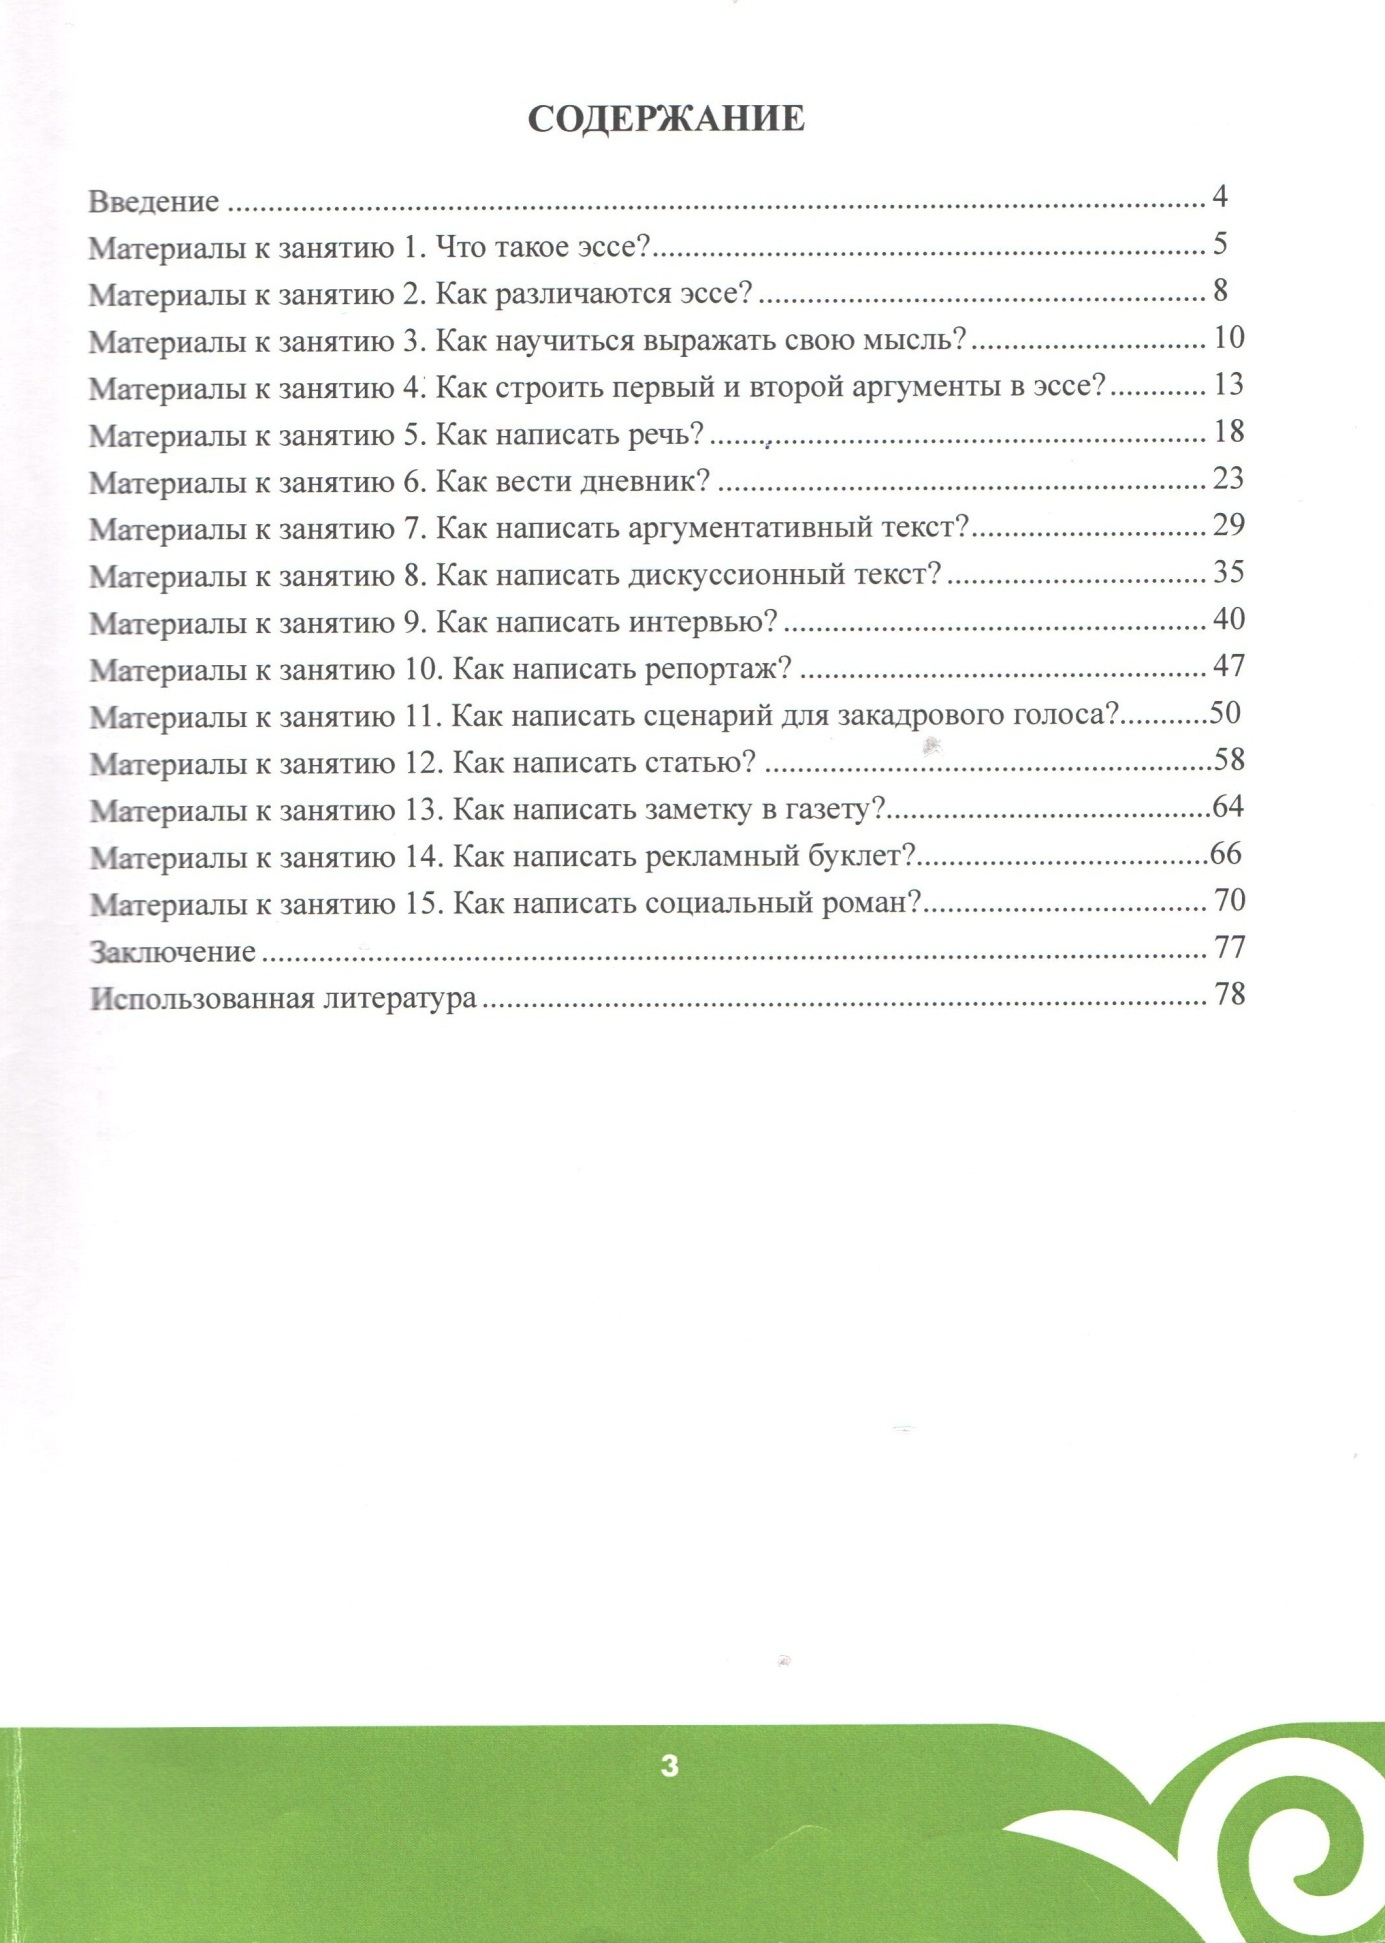 СОДЕРЖАНИЕ
Введение ........................................................ 4
Материалы к занятию 1. Что такое эссе?........................................ 5
Материалы к занятию 2. Как различаются эссе? ................................ 8
Материалы к занятию 3. Как научиться выражать свою мысль?.................... 10
Материалы к занятию 4. Как строить первый и второй аргументы в эссе?............ 13
Материалы к занятию 5. Как написать речь? ................................ 18
Материалы к занятию 6. Как вести дневник? ................................ 23
Материалы к занятию 7. Как написать аргументативный текст?.................... 29
Материалы к занятию 8. Как написать дискуссионный текст? .................... 35
Материалы к занятию 9. Как написать интервью? ............................ 40
Материалы к занятию 10. Как написать репортаж? ............................ 47
Материалы к занятию 11. Как написать сценарий для закадрового голоса?...........50
Материалы к занятию 12. Как написать статью? ................................58
Материалы к занятию 13. Как написать заметку в газету?........................64
Материалы к занятию 14. Как написать рекламный буклет?........................66
Материалы к занятию 15. Как написать социальный роман?........................ 70
Заключение ........................................................ 77
Использованная литература ............................................ 78
3